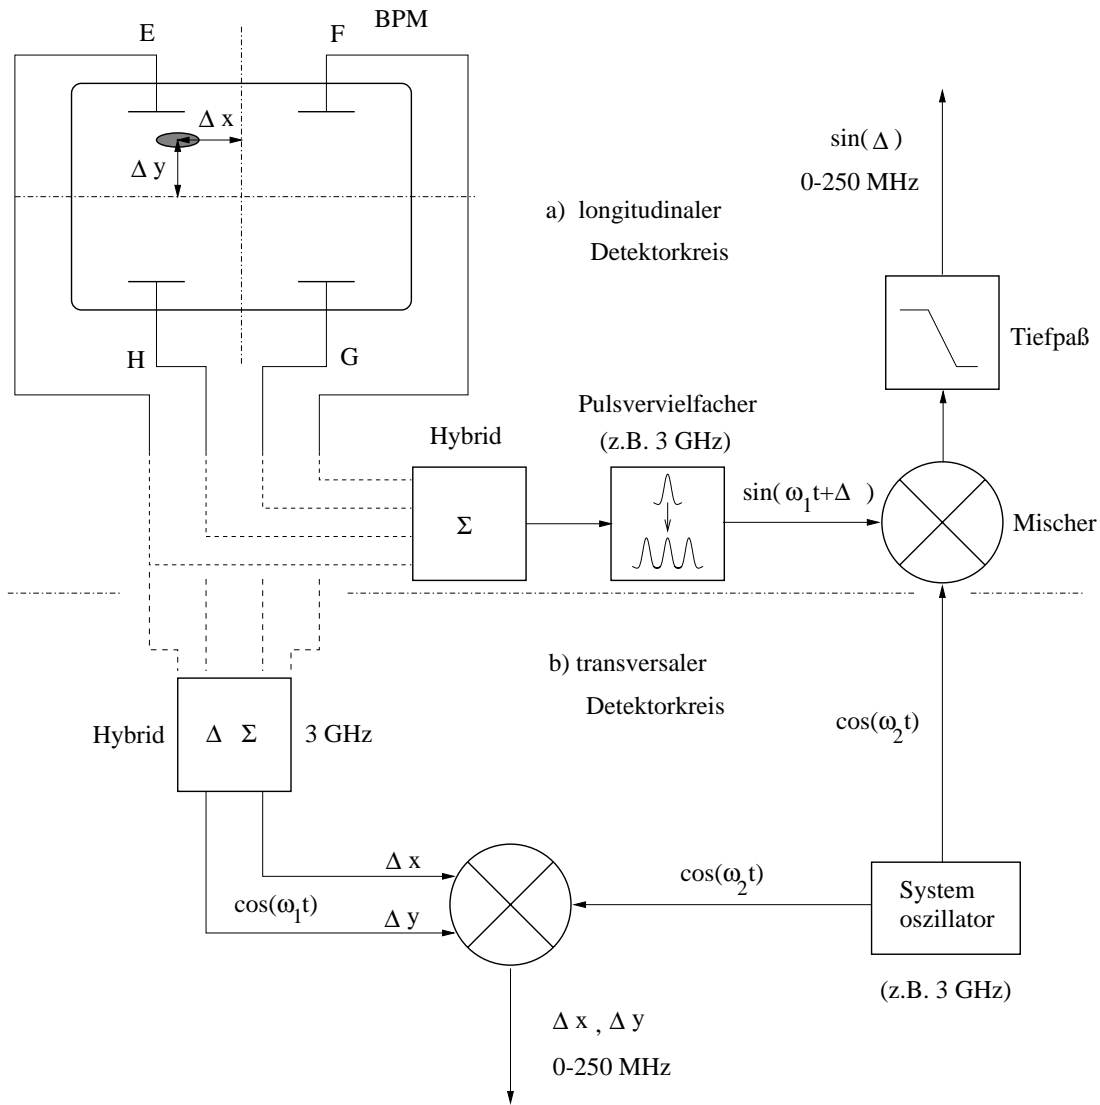 BPM
E
F
Δ x
Δ y
H
G
a) longitudinaler
Detektorkreis
sin(Δ)
0-250 MHz
Tiefpaß
Pulsvervielfacher
(z.B. 3 GHz)
Hybrid
Σ
sin(ω₁t+Δ )
Mischer
b) transversaler
Detektorkreis
Hybrid
Δ Σ
3 GHz
cos(ω₂t)
Δ x
cos(ω₁t)
Δ y
cos(ω₂t)
System
oszillator
(z.B. 3 GHz)
Δ x , Δ y
0-250 MHz